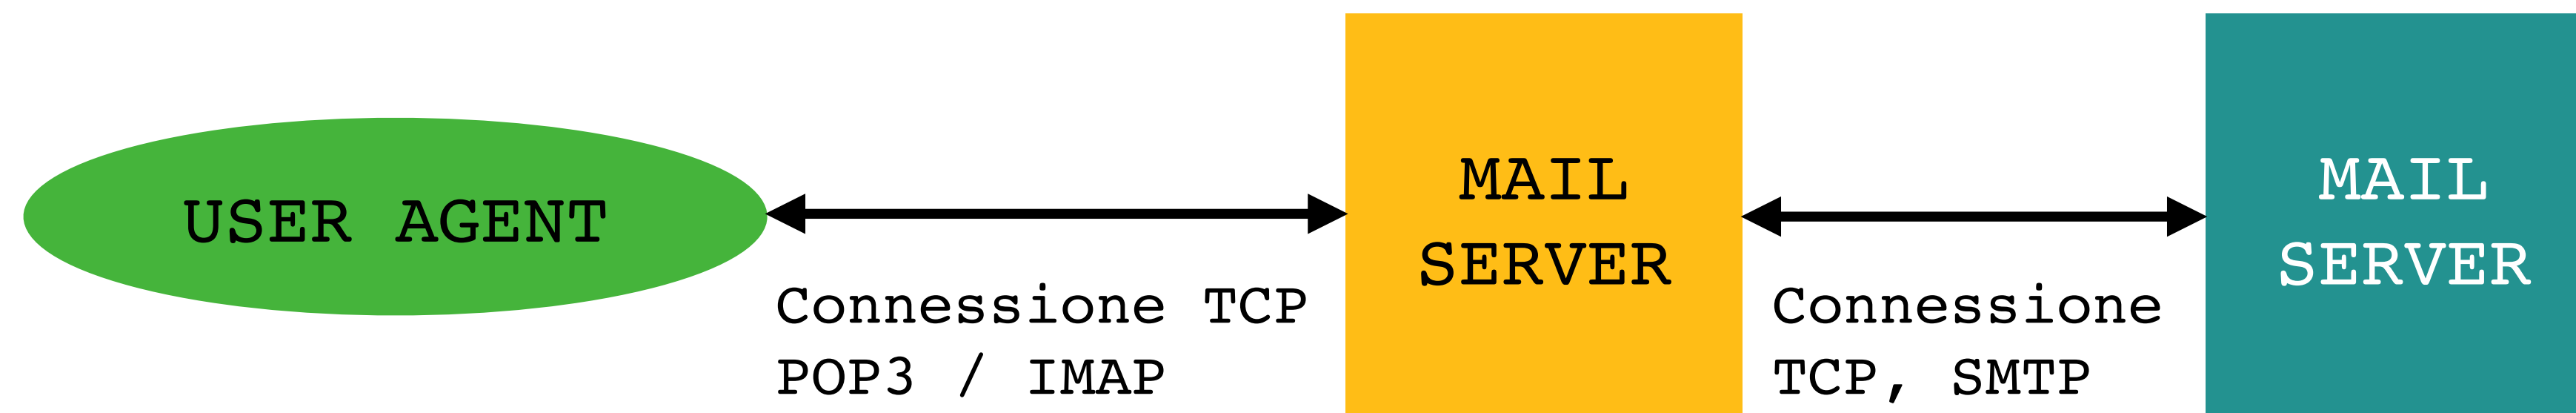 USER AGENT
Connessione TCP
POP3 / IMAP
MAIL
SERVER
Connessione
TCP, SMTP
MAIL
SERVER